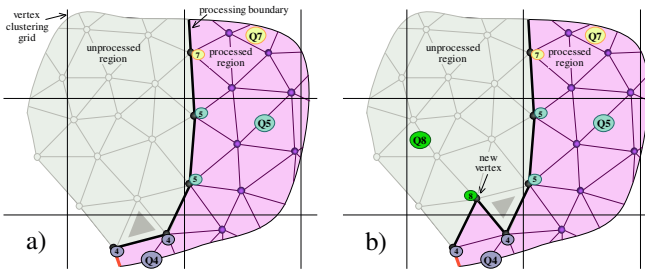 vertex
clustering
grid
processing boundary
unprocessed
region
processed
region
Q7
7
5
Q5
5
4
4
Q4
a)
unprocessed
region
processed
region
Q7
7
5
Q5
Q8
new
vertex
5
8
4
4
Q4
b)